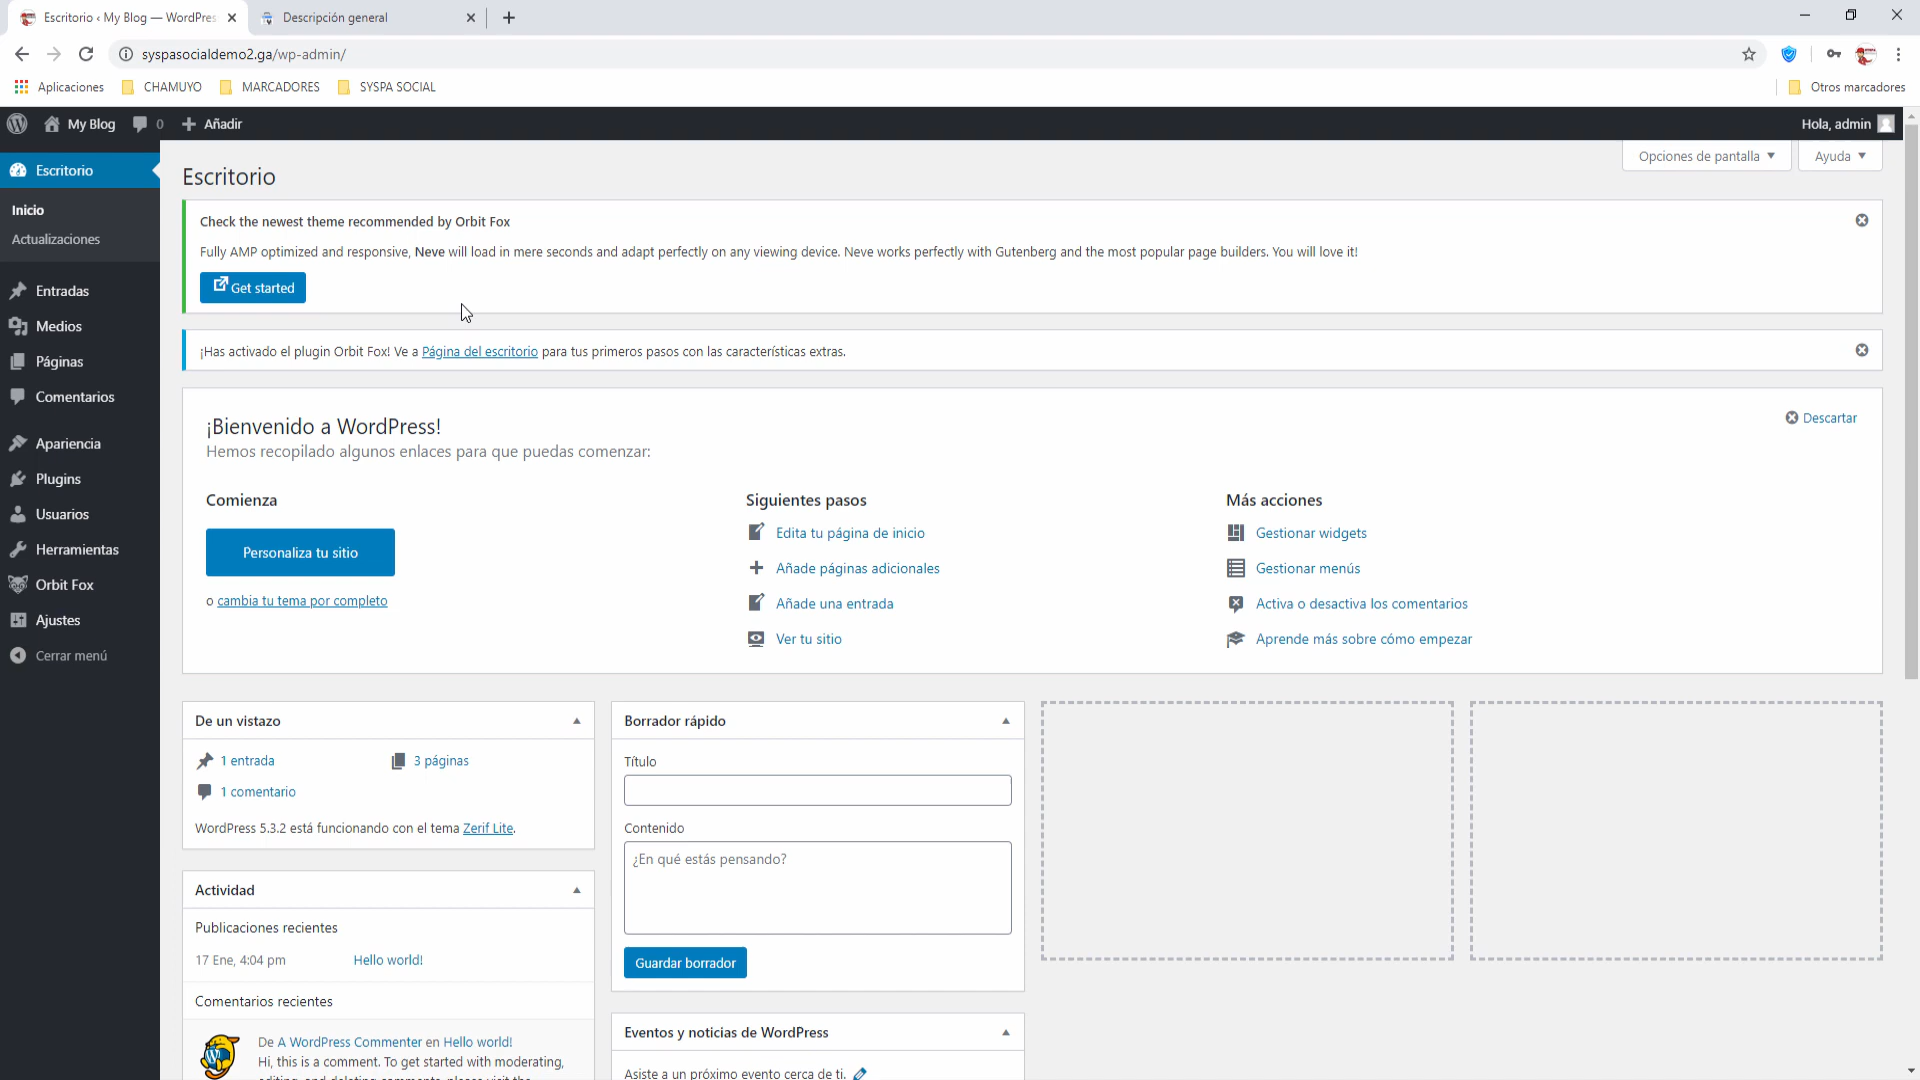 Escritorio ‹ My Blog — WordPres
Descripción general
syspasocialdemo2.ga/wp-admin/
Aplicaciones
CHAMUYO
MARCADORES
SYSPA SOCIAL
Otros marcadores
My Blog
0
Añadir
Hola, admin
Escritorio
Inicio
Actualizaciones
Entradas
Medios
Páginas
Comentarios
Apariencia
Plugins
Usuarios
Herramientas
Orbit Fox
Ajustes
Cerrar menú
Opciones de pantalla
Ayuda
Escritorio
Check the newest theme recommended by Orbit Fox
Fully AMP optimized and responsive, Neve will load in mere seconds and adapt perfectly on any viewing device. Neve works perfectly with Gutenberg and the most popular page builders. You will love it!
Get started
¡Has activado el plugin Orbit Fox! Ve a Página del escritorio para tus primeros pasos con las características extras.
¡Bienvenido a WordPress!
Descartar
Hemos recopilado algunos enlaces para que puedas comenzar:
Comienza
Personaliza tu sitio
o cambia tu tema por completo
Siguientes pasos
Edita tu página de inicio
Añade páginas adicionales
Añade una entrada
Ver tu sitio
Más acciones
Gestionar widgets
Gestionar menús
Activa o desactiva los comentarios
Aprende más sobre cómo empezar
De un vistazo
1 entrada
3 páginas
1 comentario
WordPress 5.3.2 está funcionando con el tema Zerif Lite.
Actividad
Publicaciones recientes
17 Ene, 4:04 pm
Hello world!
Comentarios recientes
De A WordPress Commenter en Hello world!
Hi, this is a comment. To get started with moderating,
Borrador rápido
Título
Contenido
¿En qué estás pensando?
Guardar borrador
Eventos y noticias de WordPress
Asiste a un próximo evento cerca de ti.